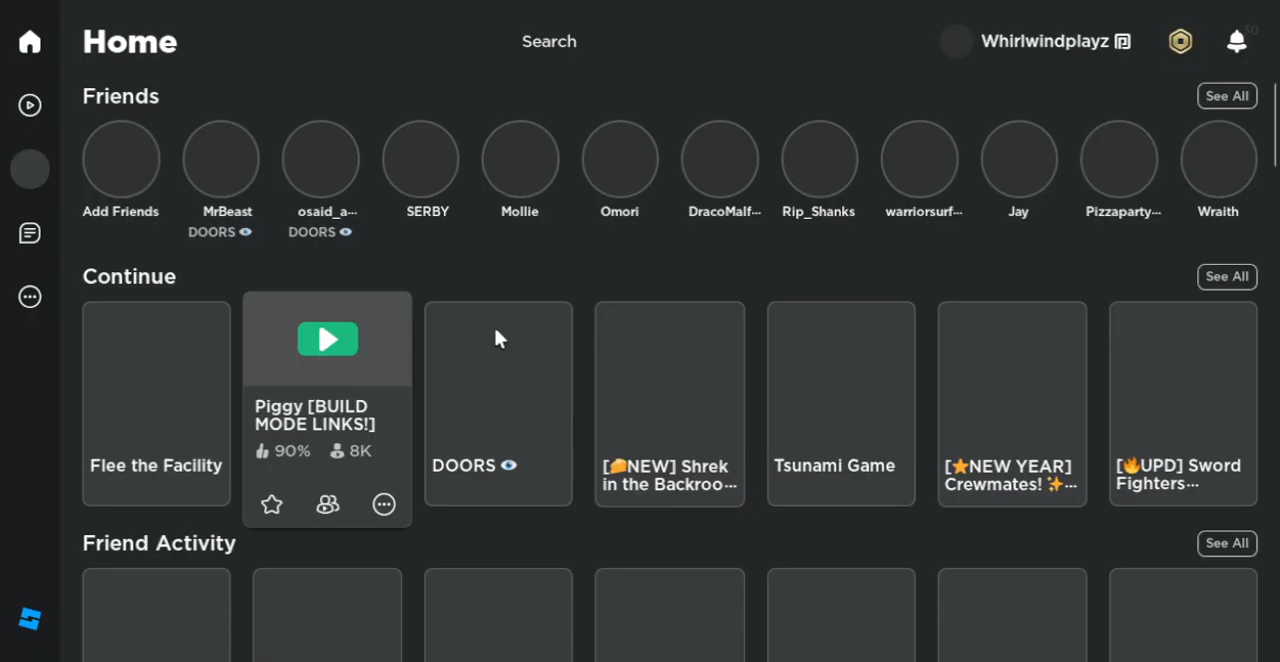 Home
Search
Whirlwindplayz
30
Friends
See All
Add Friends
MrBeast
osaid_a...
SERBY
Mollie
Omori
DracoMalf...
Rip_Shanks
warriorsurf...
Jay
Pizzaparty...
Wraith
DOORS 👁
DOORS 👁
Continue
See All
Flee the Facility
Piggy [BUILD
MODE LINKS!]
90% 8K
DOORS 👁
[🧀NEW] Shrek
in the Backroo...
Tsunami Game
[⭐NEW YEAR]
Crewmates! ✨...
[🔥UPD] Sword
Fighters...
Friend Activity
See All